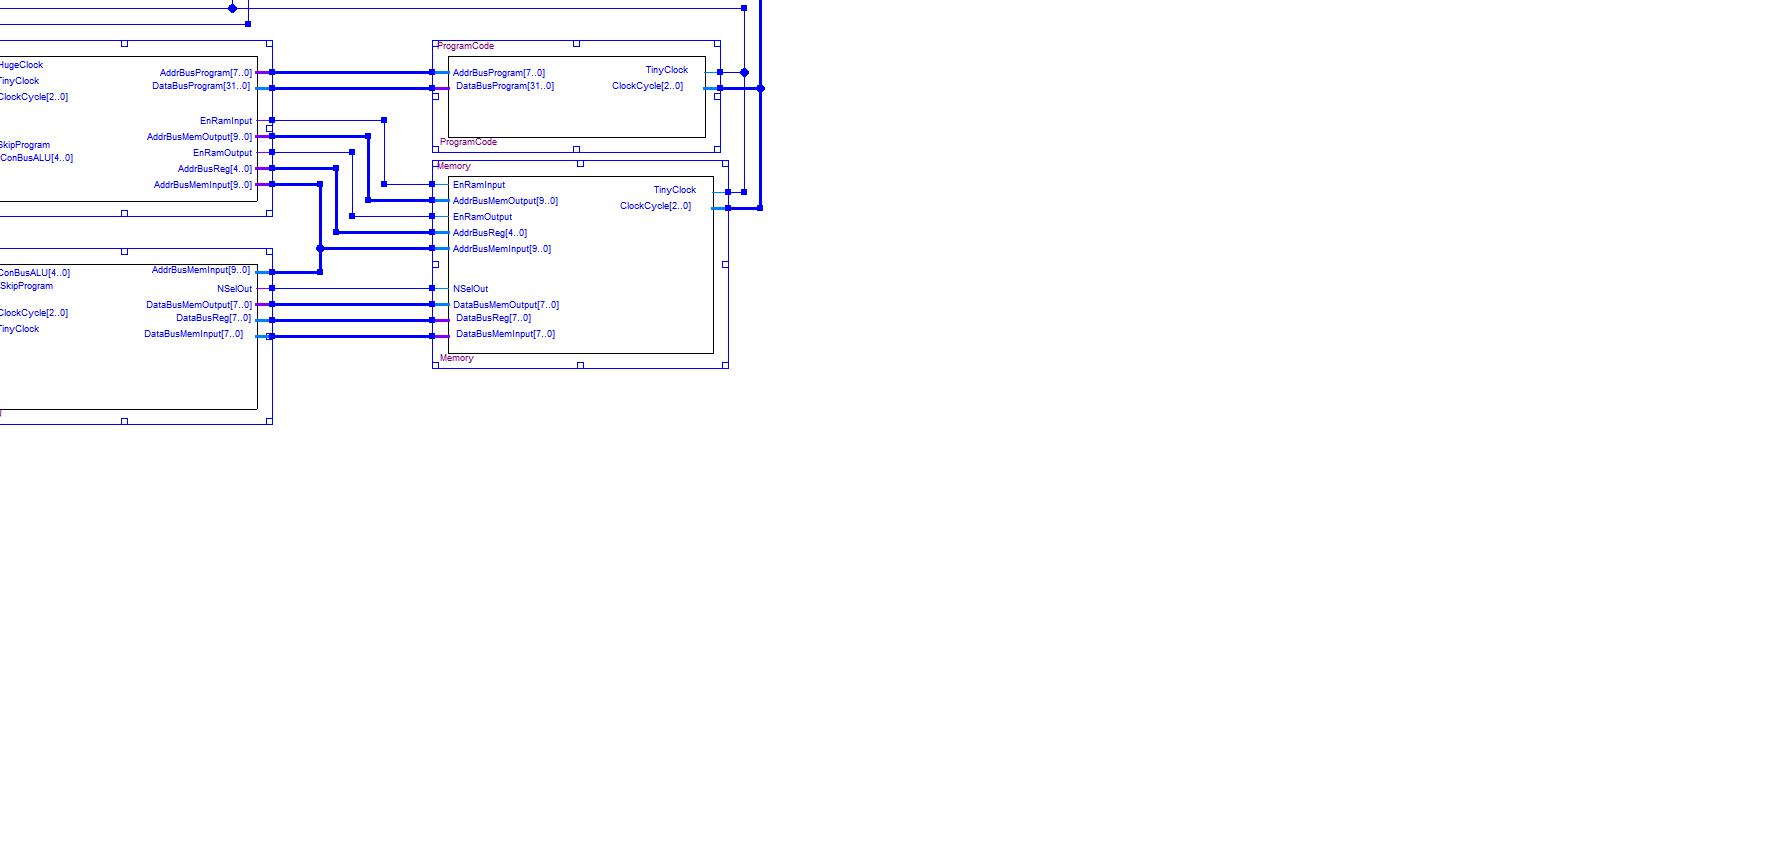 HugeClock
TinyClock
ClockCycle[2..0]
SkipProgram
ConBusALU[4..0]
AddrBusProgram[7..0]
DataBusProgram[31..0]
EnRamInput
AddrBusMemOutput[9..0]
EnRamOutput
AddrBusReg[4..0]
AddrBusMemInput[9..0]
ProgramCode
AddrBusProgram[7..0]
DataBusProgram[31..0]
TinyClock
ClockCycle[2..0]
ProgramCode
Memory
EnRamInput
AddrBusMemOutput[9..0]
EnRamOutput
AddrBusReg[4..0]
AddrBusMemInput[9..0]
NSelOut
DataBusMemOutput[7..0]
DataBusReg[7..0]
DataBusMemInput[7..0]
TinyClock
ClockCycle[2..0]
Memory
ConBusALU[4..0]
SkipProgram
ClockCycle[2..0]
TinyClock
AddrBusMemInput[9..0]
NSelOut
DataBusMemOutput[7..0]
DataBusReg[7..0]
DataBusMemInput[7..0]